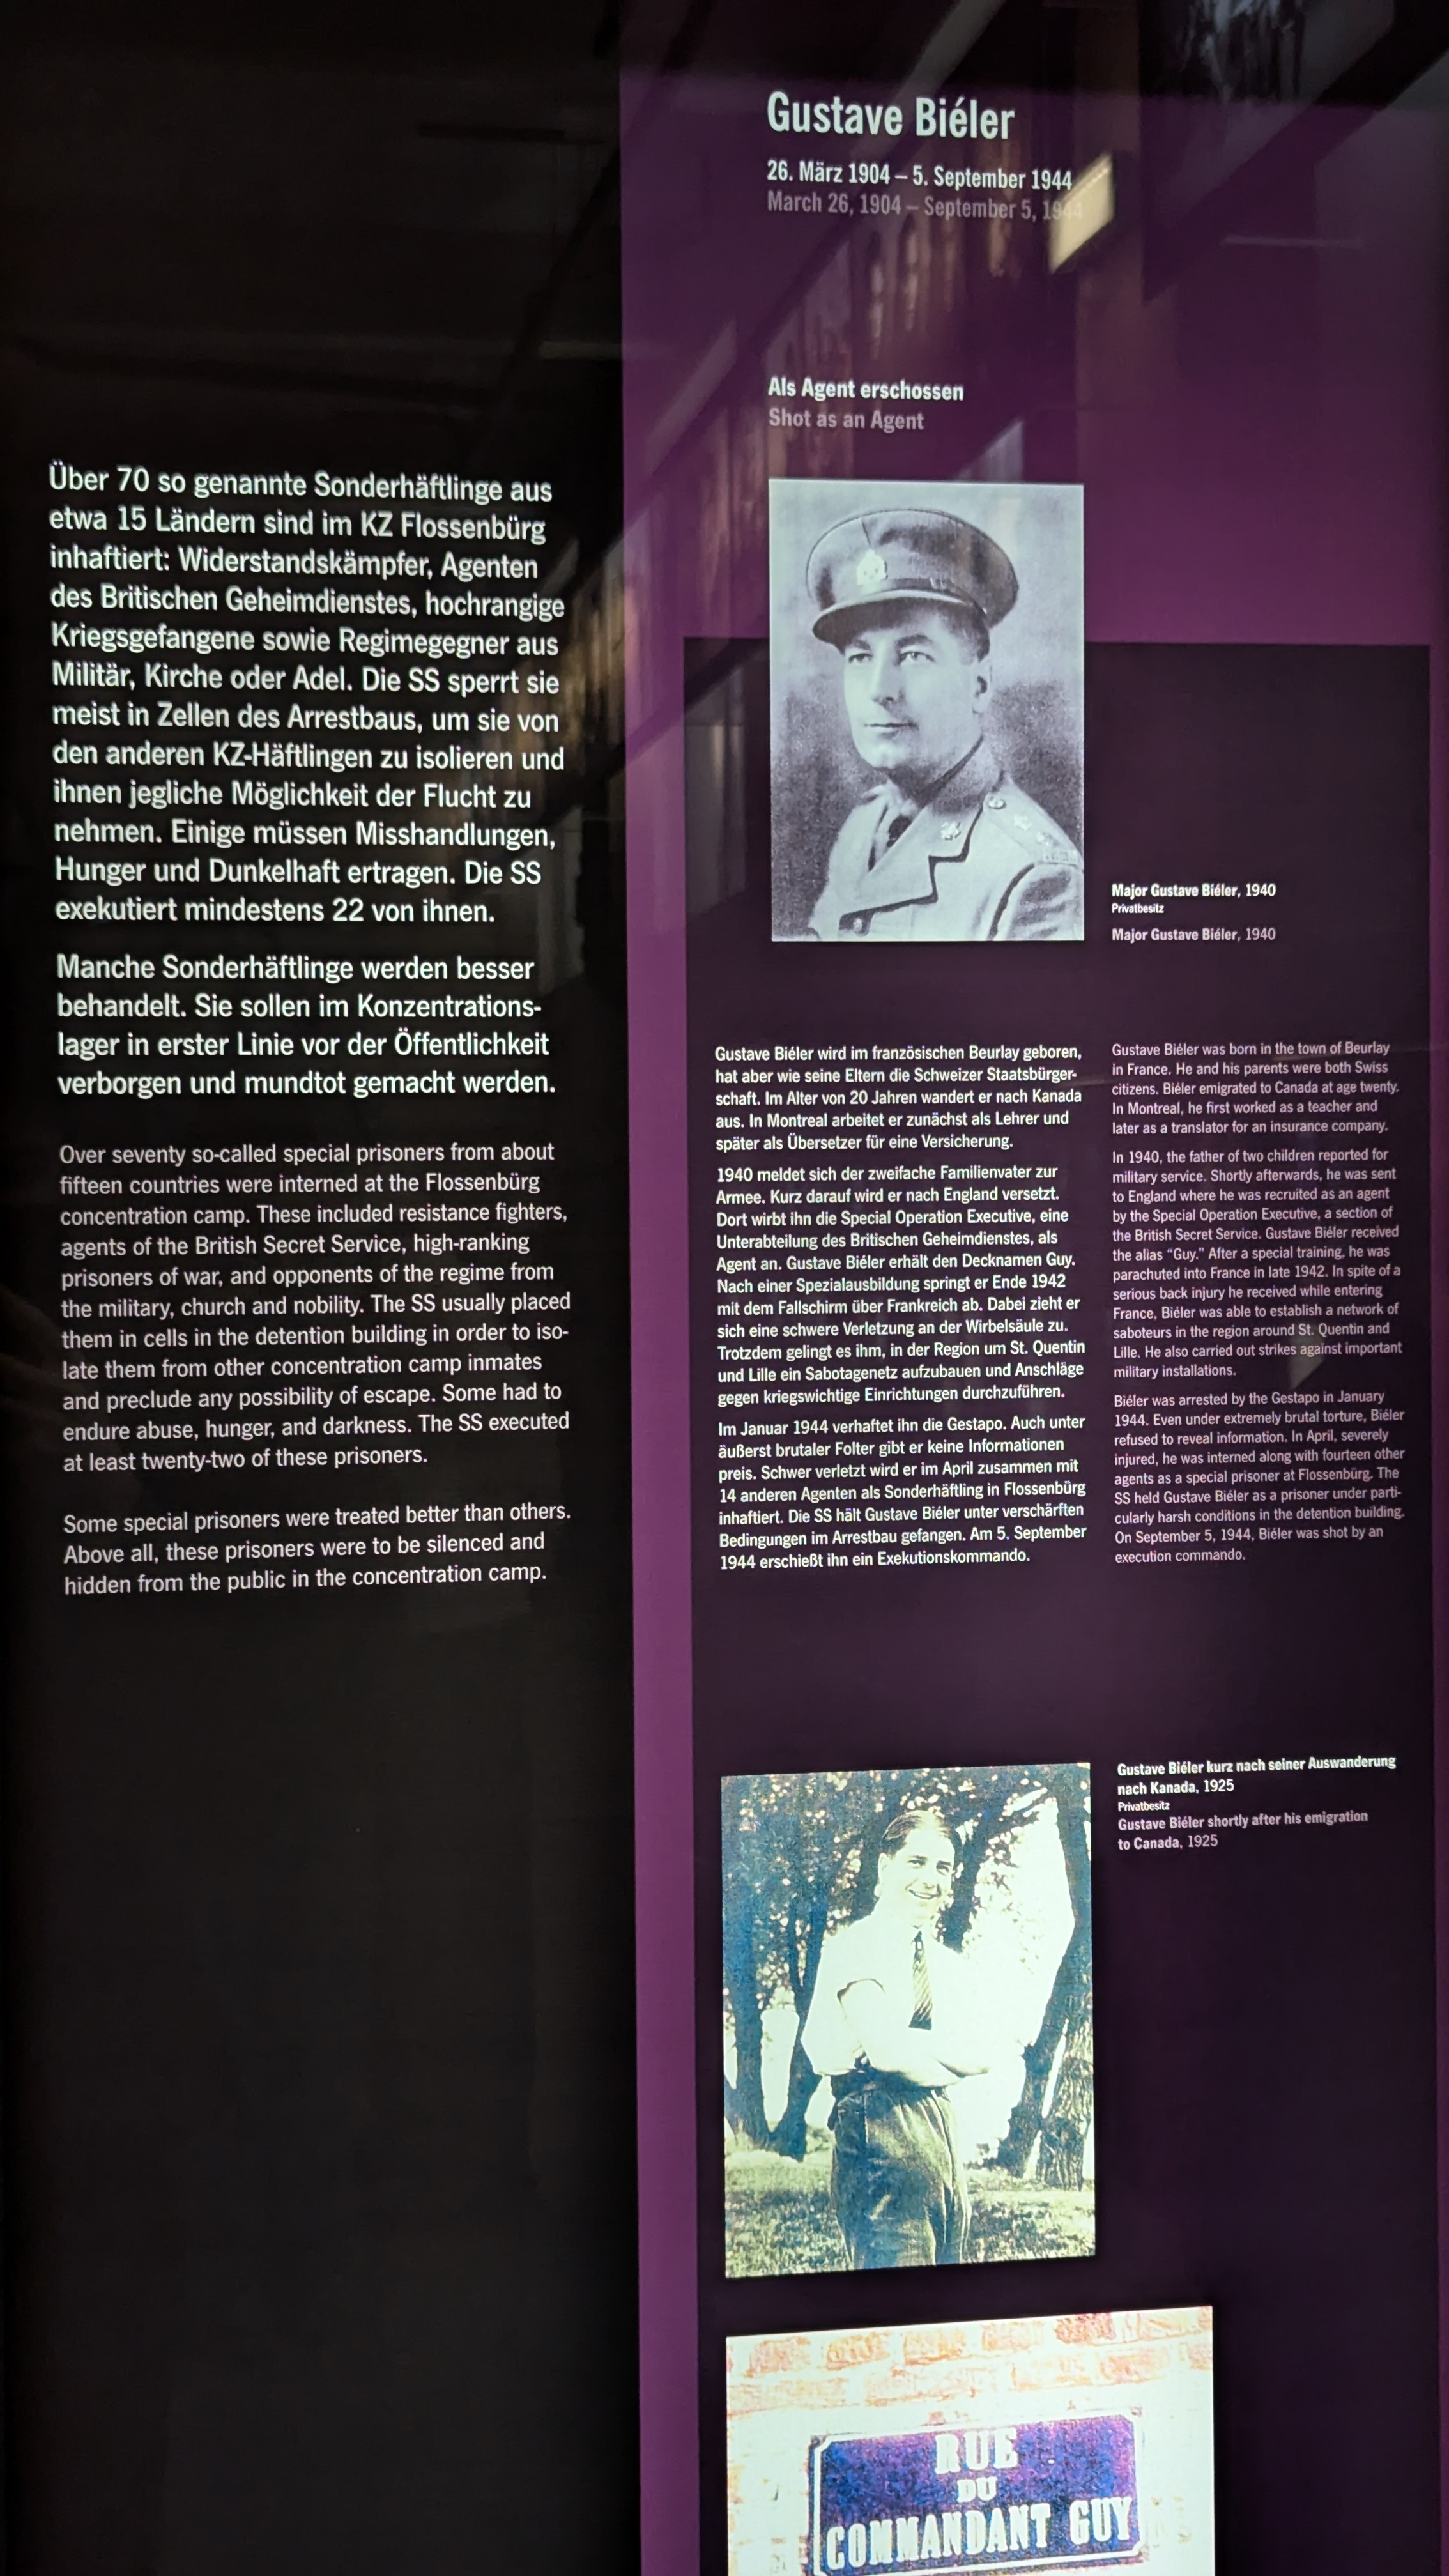 Über 70 so genannte Sonderhäftlinge aus
etwa 15 Ländern sind im KZ Flossenbürg
inhaftiert: Widerstandskämpfer, Agenten
des Britischen Geheimdienstes, hochrangige
Kriegsgefangene sowie Regimegegner aus
Militär, Kirche oder Adel. Die SS sperrt sie
meist in Zellen des Arrestbaus, um sie von
den anderen KZ-Häftlingen zu isolieren und
ihnen jegliche Möglichkeit der Flucht zu
nehmen. Einige müssen Misshandlungen,
Hunger und Dunkelhaft ertragen. Die SS
exekutiert mindestens 22 von ihnen.
Manche Sonderhäftlinge werden besser
behandelt. Sie sollen im Konzentrations-
lager in erster Linie vor der Öffentlichkeit
verborgen und mundtot gemacht werden.
Over seventy so-called special prisoners from about
fifteen countries were interned at the Flossenbürg
concentration camp. These included resistance fighters,
agents of the British Secret Service, high-ranking
prisoners of war, and opponents of the regime from
the military, church and nobility. The SS usually placed
them in cells in the detention building in order to iso-
late them from other concentration camp inmates
and preclude any possibility of escape. Some had to
endure abuse, hunger, and darkness. The SS executed
at least twenty-two of these prisoners.
Some special prisoners were treated better than others.
Above all, these prisoners were to be silenced and
hidden from the public in the concentration camp.
Gustave Biéler
26. März 1904 – 5. September 1944
March 26, 1904 – September 5, 1944
Als Agent erschossen
Shot as an Agent
Major Gustave Biéler, 1940
Privatbesitz
Major Gustave Biéler, 1940
Gustave Biéler wird im französischen Beurlay geboren,
hat aber wie seine Eltern die Schweizer Staatsbürger-
schaft. Im Alter von 20 Jahren wandert er nach Kanada
aus. In Montreal arbeitet er zunächst als Lehrer und
später als Übersetzer für eine Versicherung.
1940 meldet sich der zweifache Familienvater zur
Armee. Kurz darauf wird er nach England versetzt.
Dort wirbt ihn die Special Operation Executive, eine
Unterabteilung des Britischen Geheimdienstes, als
Agent an. Gustave Biéler erhält den Decknamen Guy.
Nach einer Spezialausbildung springt er Ende 1942
mit dem Fallschirm über Frankreich ab. Dabei zieht er
sich eine schwere Verletzung an der Wirbelsäule zu.
Trotzdem gelingt es ihm, in der Region um St. Quentin
und Lille ein Sabotagenetz aufzubauen und Anschläge
gegen kriegswichtige Einrichtungen durchzuführen.
Im Januar 1944 verhaftet ihn die Gestapo. Auch unter
äußerst brutaler Folter gibt er keine Informationen
preis. Schwer verletzt wird er im April zusammen mit
14 anderen Agenten als Sonderhäftling in Flossenbürg
inhaftiert. Die SS hält Gustave Biéler unter verschärften
Bedingungen im Arrestbau gefangen. Am 5. September
1944 erschießt ihn ein Exekutionskommando.
Gustave Biéler was born in the town of Beurlay
in France. He and his parents were both Swiss
citizens. Biéler emigrated to Canada at age twenty.
In Montreal, he first worked as a teacher and
later as a translator for an insurance company.
In 1940, the father of two children reported for
military service. Shortly afterwards, he was sent
to England where he was recruited as an agent
by the Special Operation Executive, a section of
the British Secret Service. Gustave Biéler received
the alias “Guy.” After a special training, he was
parachuted into France in late 1942. In spite of a
serious back injury he received while entering
France, Biéler was able to establish a network of
saboteurs in the region around St. Quentin and
Lille. He also carried out strikes against important
military installations.
Biéler was arrested by the Gestapo in January
1944. Even under extremely brutal torture, Biéler
refused to reveal information. In April, severely
injured, he was interned along with fourteen other
agents as a special prisoner at Flossenbürg. The
SS held Gustave Biéler as a prisoner under parti-
cularly harsh conditions in the detention building.
On September 5, 1944, Biéler was shot by an
execution commando.
Gustave Biéler kurz nach seiner Auswanderung
nach Kanada, 1925
Privatbesitz
Gustave Biéler shortly after his emigration
to Canada, 1925
RUE
DU
COMMANDANT GUY